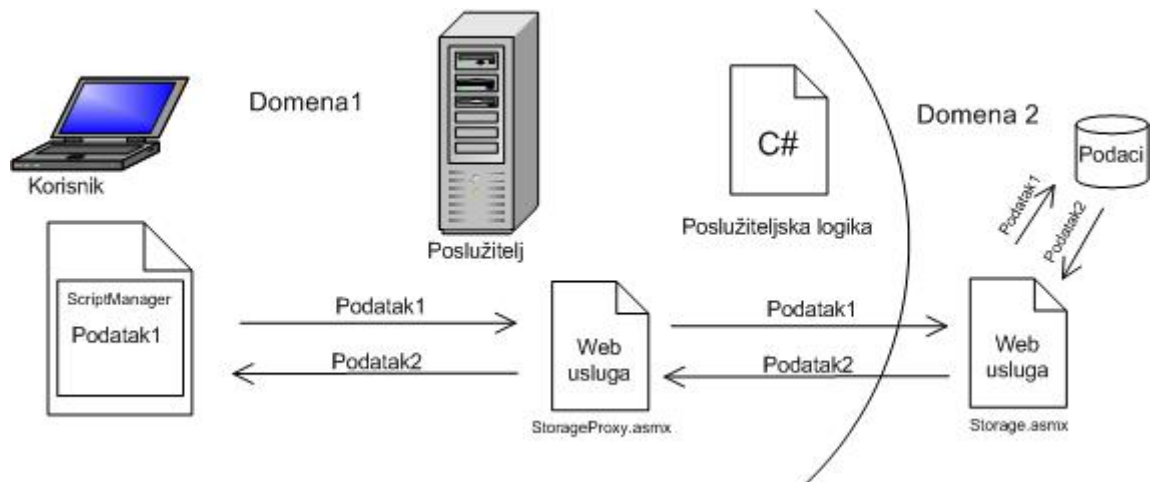 Domena1
Domena 2
C#
Podaci
Korisnik
Poslužitelj
Poslužiteljska logika
Podatak1
Podatak2
ScriptManager
Podatak1
Podatak1
Podatak2
Web
usluga
StorageProxy.asmx
Podatak1
Podatak2
Web
usluga
Storage.asmx